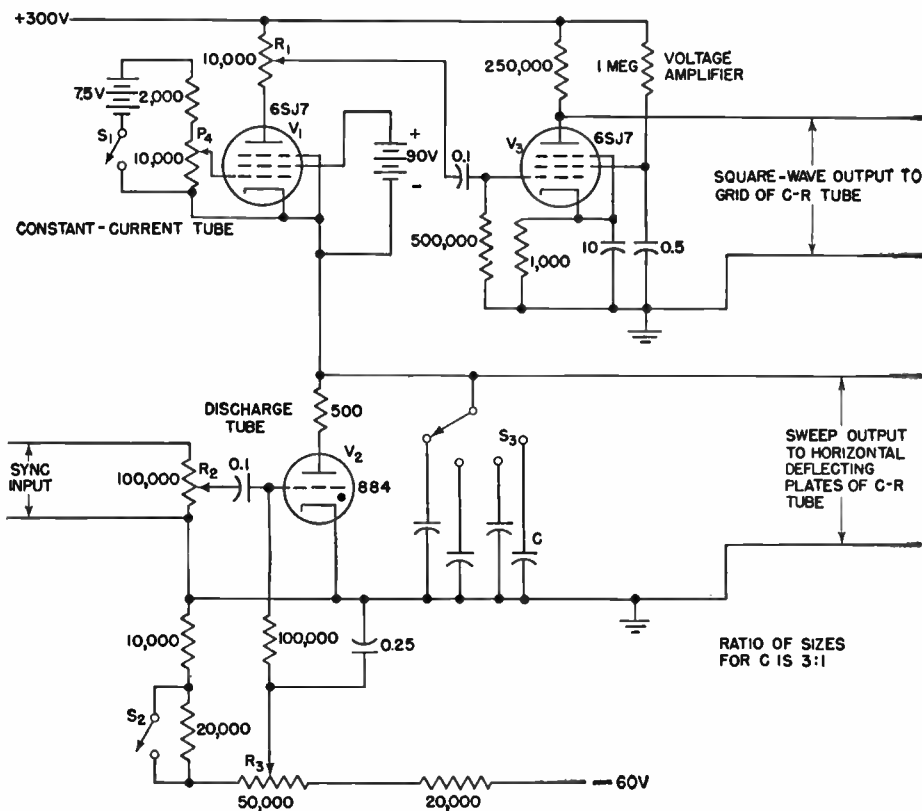 +300V
R1
10,000
250,000
1 MEG
VOLTAGE
AMPLIFIER
7.5V
2,000
6SJ7
V1
S1
P4
10,000
+
90V
-
0.1
V3
6SJ7
SQUARE-WAVE OUTPUT TO
GRID OF C-R TUBE
CONSTANT-CURRENT TUBE
500,000
1,000
10
0.5
DISCHARGE
TUBE
500
V2
884
SYNC
INPUT
100,000
R2
0.1
S3
C
SWEEP OUTPUT
TO HORIZONTAL
DEFLECTING
PLATES OF C-R
TUBE
10,000
100,000
0.25
RATIO OF SIZES
FOR C IS 3:1
S2
20,000
R3
50,000
20,000
-60V